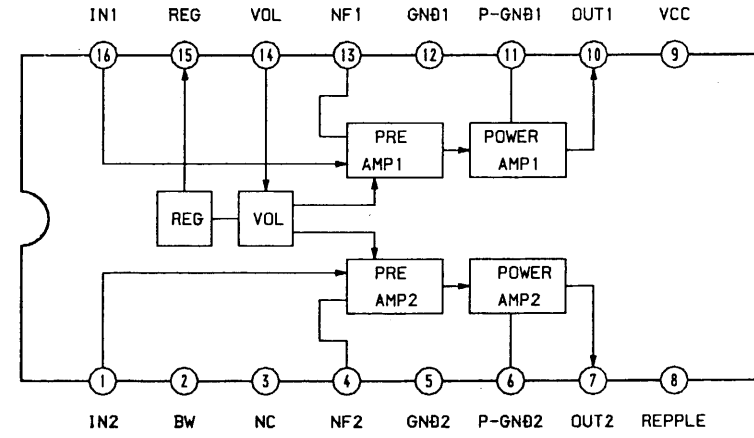 IN1 REG VOL NF1 GND1 P-GND1 OUT1 VCC
16 15 14 13 12 11 10 9
PRE
AMP1
POWER
AMP1
REG
VOL
PRE
AMP2
POWER
AMP2
1 2 3 4 5 6 7 8
IN2 BW NC NF2 GND2 P-GND2 OUT2 REPPLE